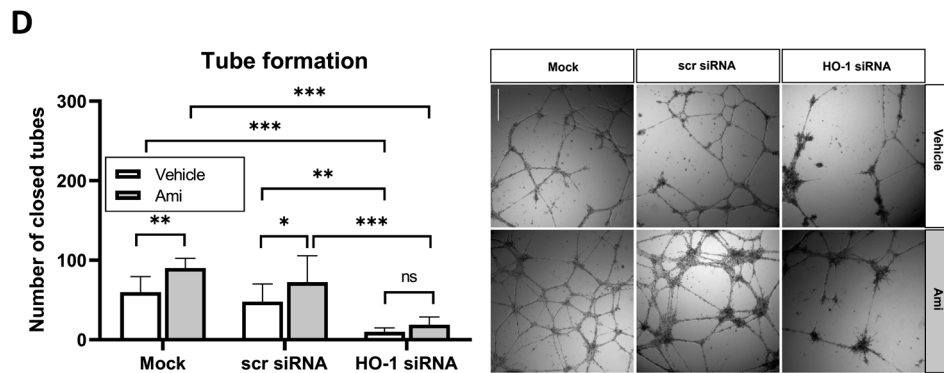 D
Tube formation
Number of closed tubes
300
200
100
0
***
***
**
***
**
*
ns
Vehicle
Ami
Mock
scr siRNA
HO-1 siRNA
Mock
scr siRNA
HO-1 siRNA
Vehicle
Ami